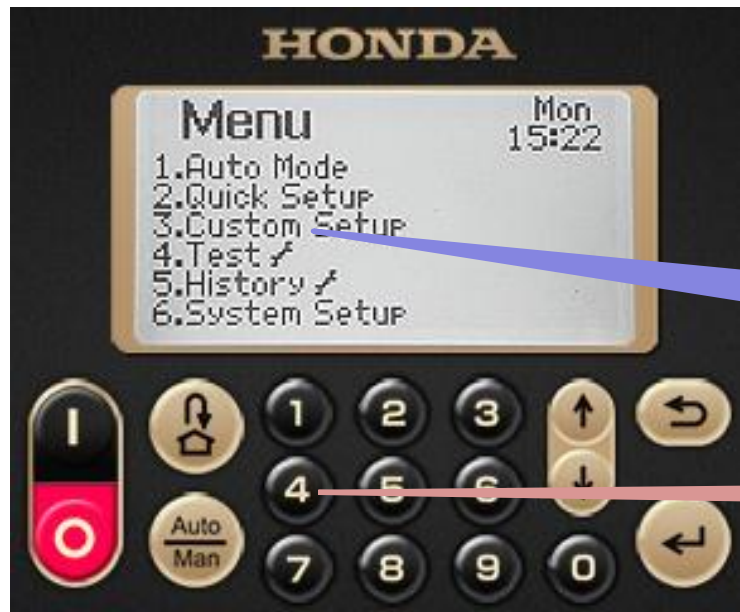 HONDA
Menu
Mon
15:22
1.Auto Mode
2.Quick Setup
3.Custom Setup
4.Test
5.History
6.System Setup
I
1
2
3
4
5
6
O
Auto
Man
7
8
9
0